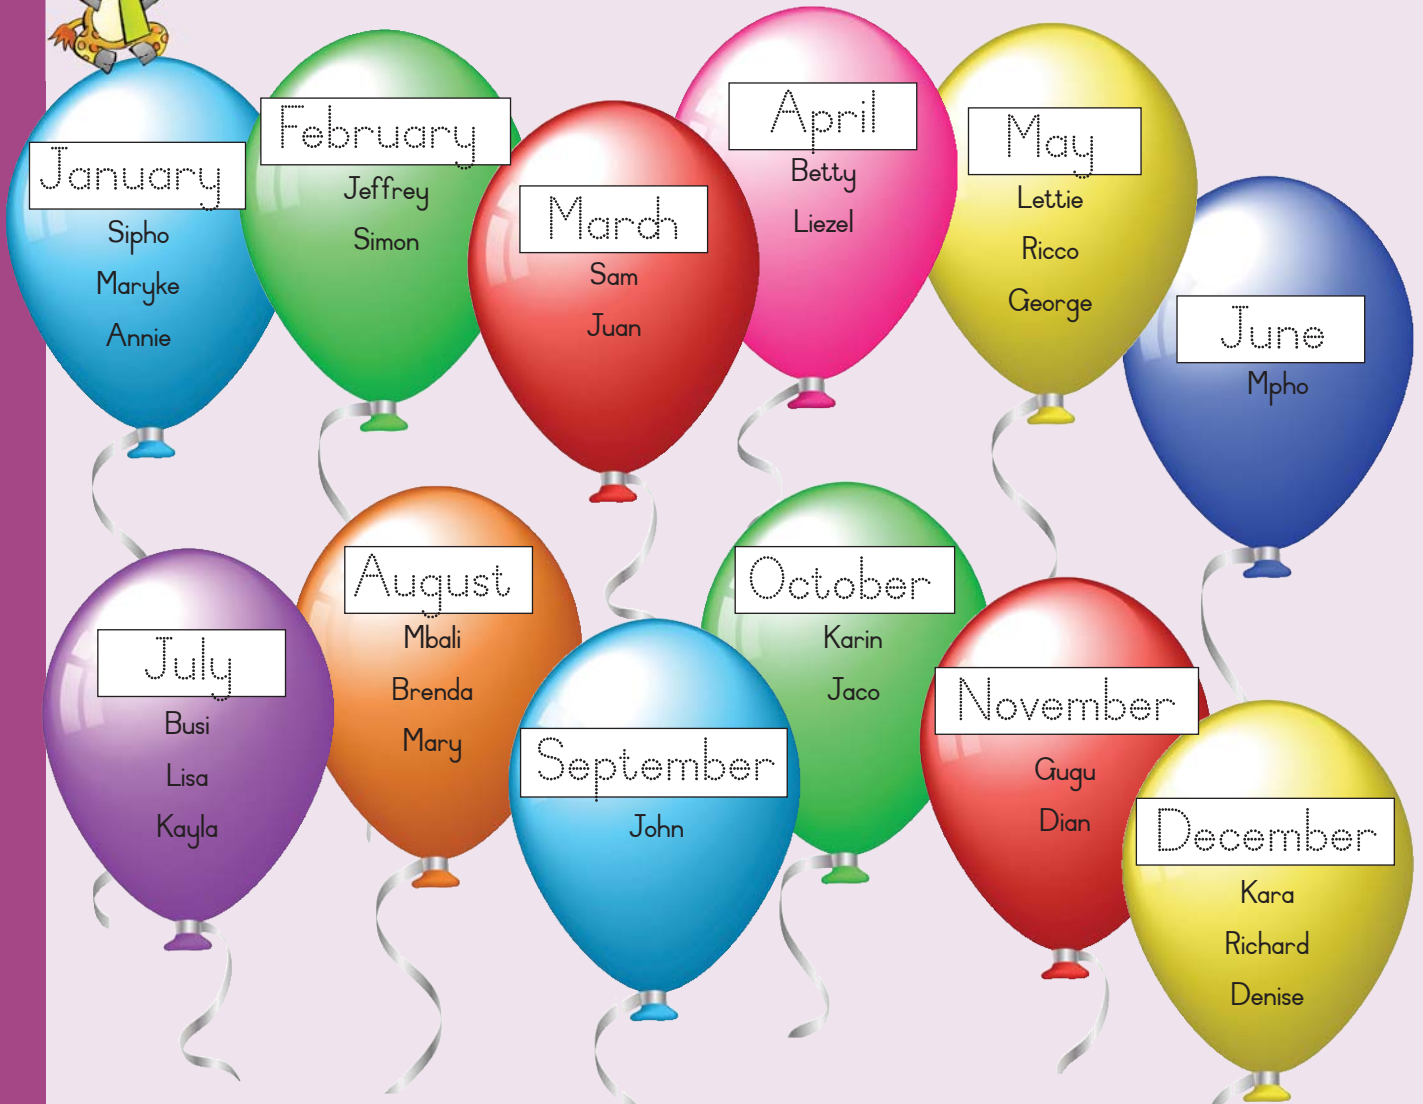 January
Sipho
Maryke
Annie
February
Jeffrey
Simon
March
Sam
Juan
April
Betty
Liezel
May
Lettie
Ricco
George
June
Mpho
July
Busi
Lisa
Kayla
August
Mbali
Brenda
Mary
September
John
October
Karin
Jaco
November
Gugu
Dian
December
Kara
Richard
Denise